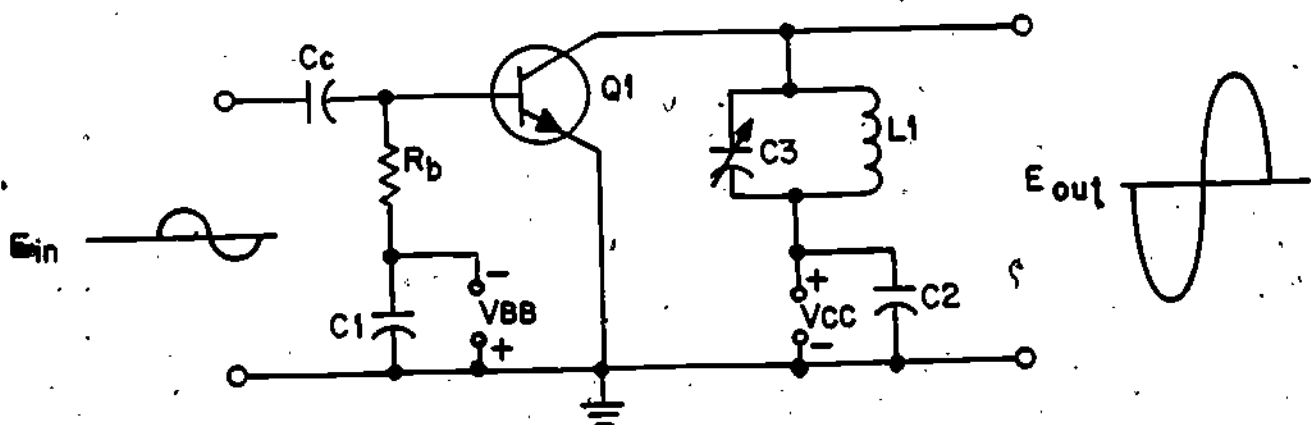 Cc
Q1
Rb
C3
L1
Ein
Eout
-
VBB
+
C1
+
VCC
-
C2